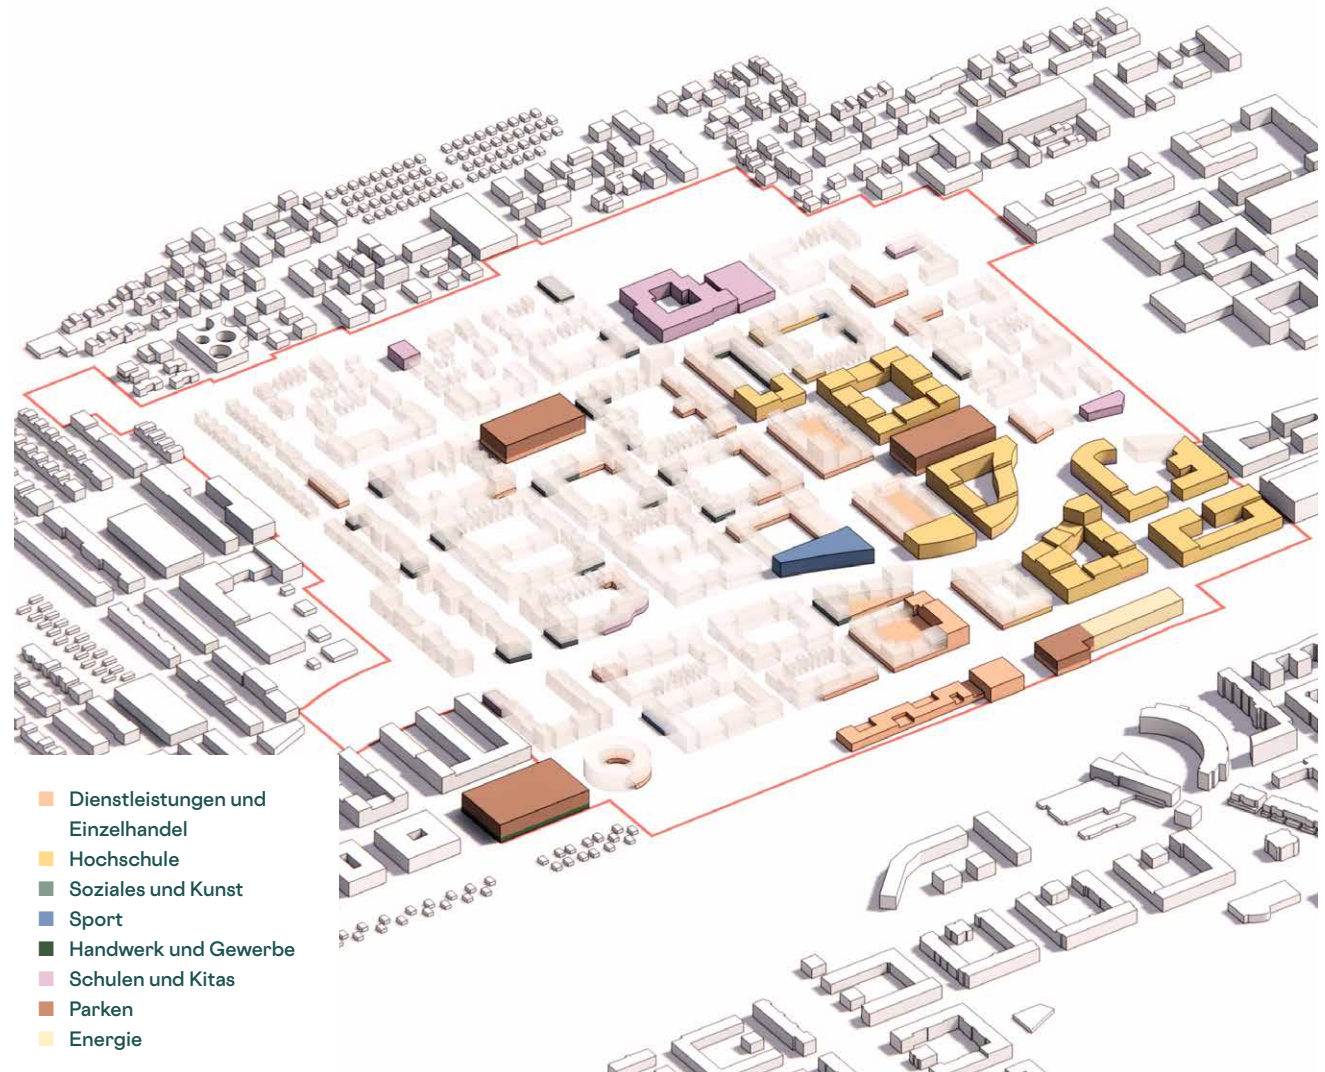 Dienstleistungen und
Einzelhandel
Hochschule
Soziales und Kunst
Sport
Handwerk und Gewerbe
Schulen und Kitas
Parken
Energie